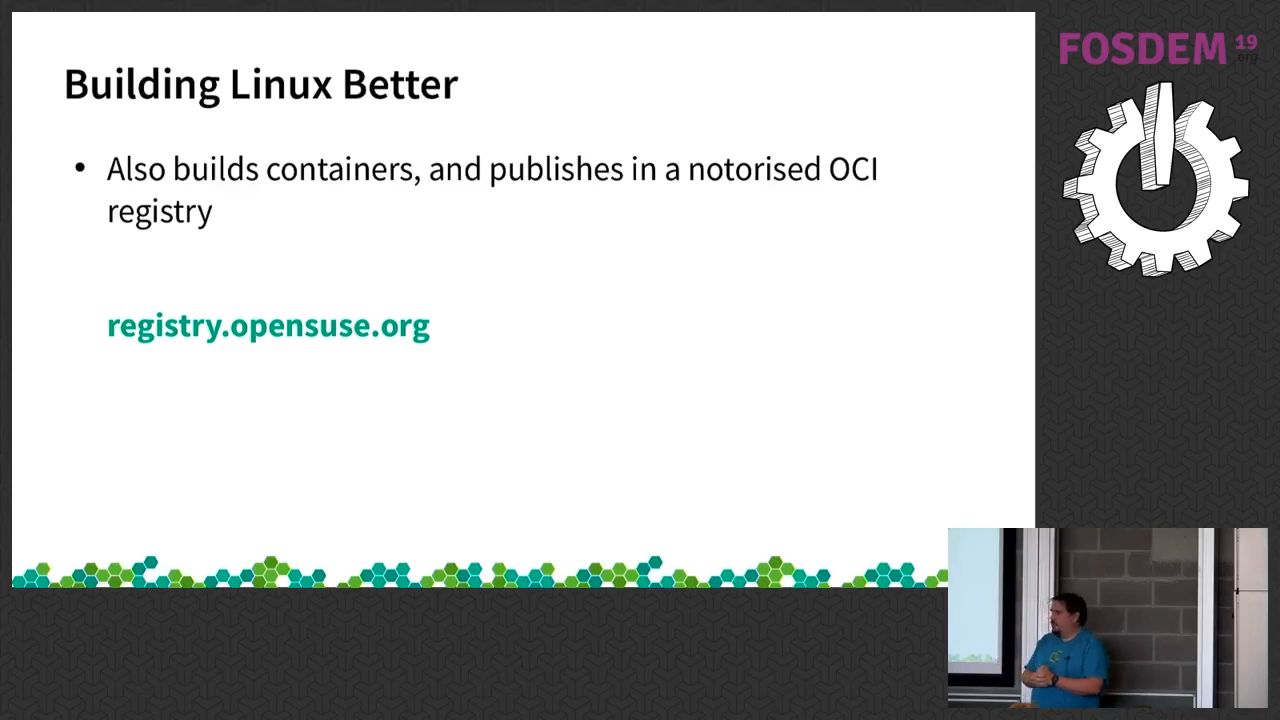 Building Linux Better
• Also builds containers, and publishes in a notorised OCI
registry
registry.opensuse.org
FOSDEM 19
.org